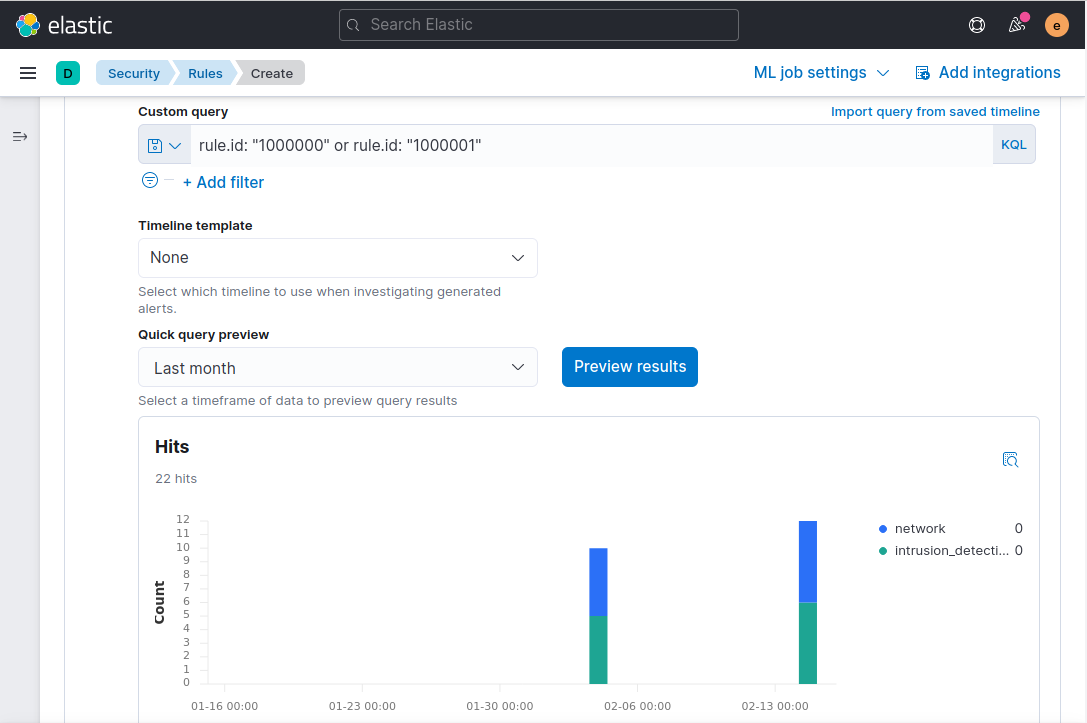 elastic
Search Elastic
e
D
Security
Rules
Create
ML job settings
Add integrations
Custom query
Import query from saved timeline
rule.id: "1000000" or rule.id: "1000001"
KQL
+ Add filter
Timeline template
None
Select which timeline to use when investigating generated
alerts.
Quick query preview
Last month
Preview results
Select a timeframe of data to preview query results
Hits
22 hits
Count
12
11
10
9
8
7
6
5
4
3
2
1
0
network 0
intrusion_detecti... 0
01-16 00:00
01-23 00:00
01-30 00:00
02-06 00:00
02-13 00:00